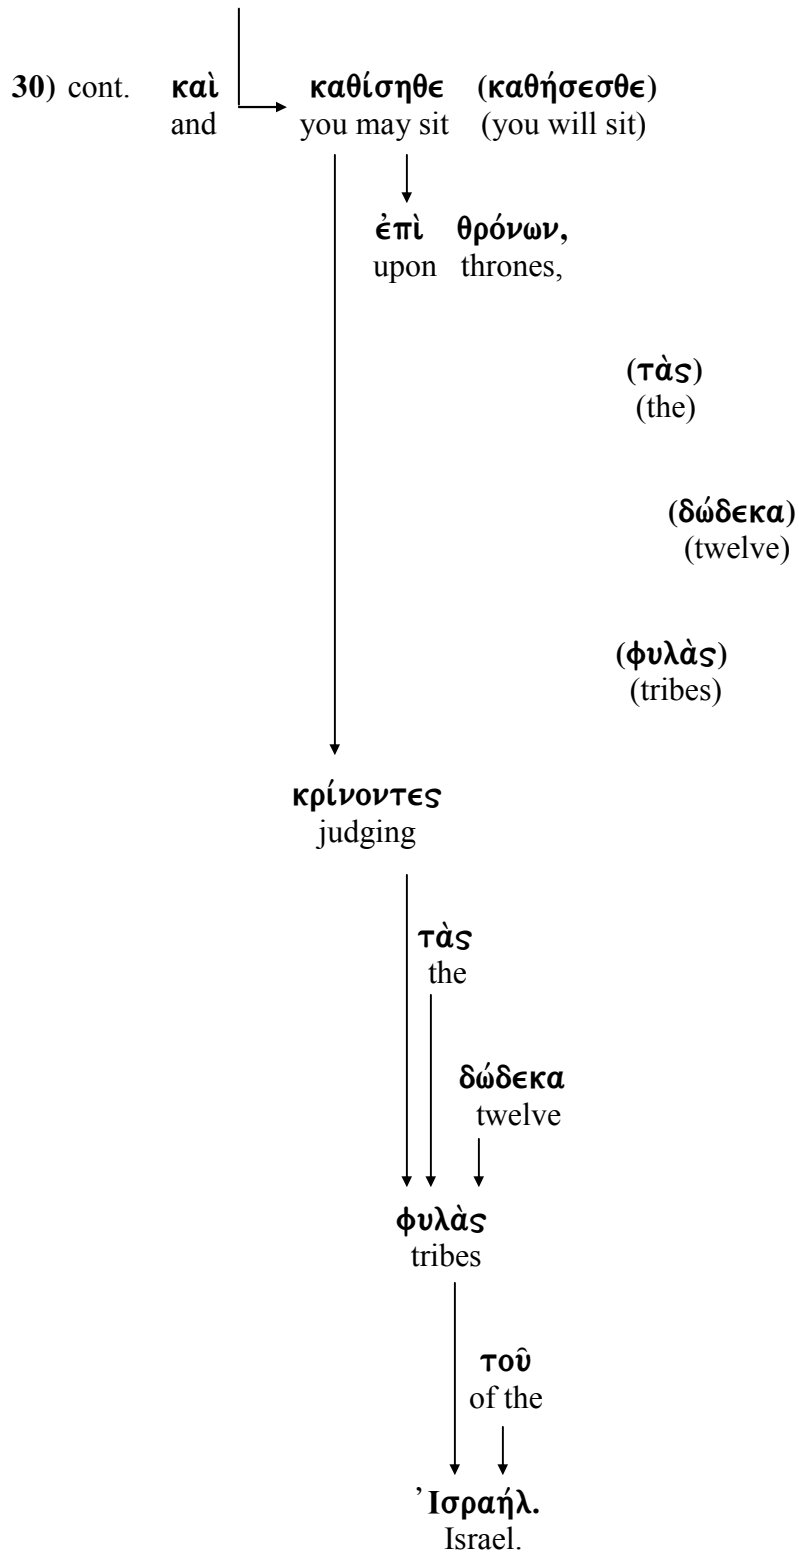 30) cont. καὶ καθίσηθε (καθήσεσθε)
and you may sit (you will sit)
ἐπὶ θρόνων,
upon thrones,
(τὰς)
(the)
(δώδεκα)
(twelve)
(φυλὰς)
(tribes)
κρίνοντες
judging
τὰς
the
δώδεκα
twelve
φυλὰς
tribes
τοῦ
of the
Ἰσραήλ.
Israel.